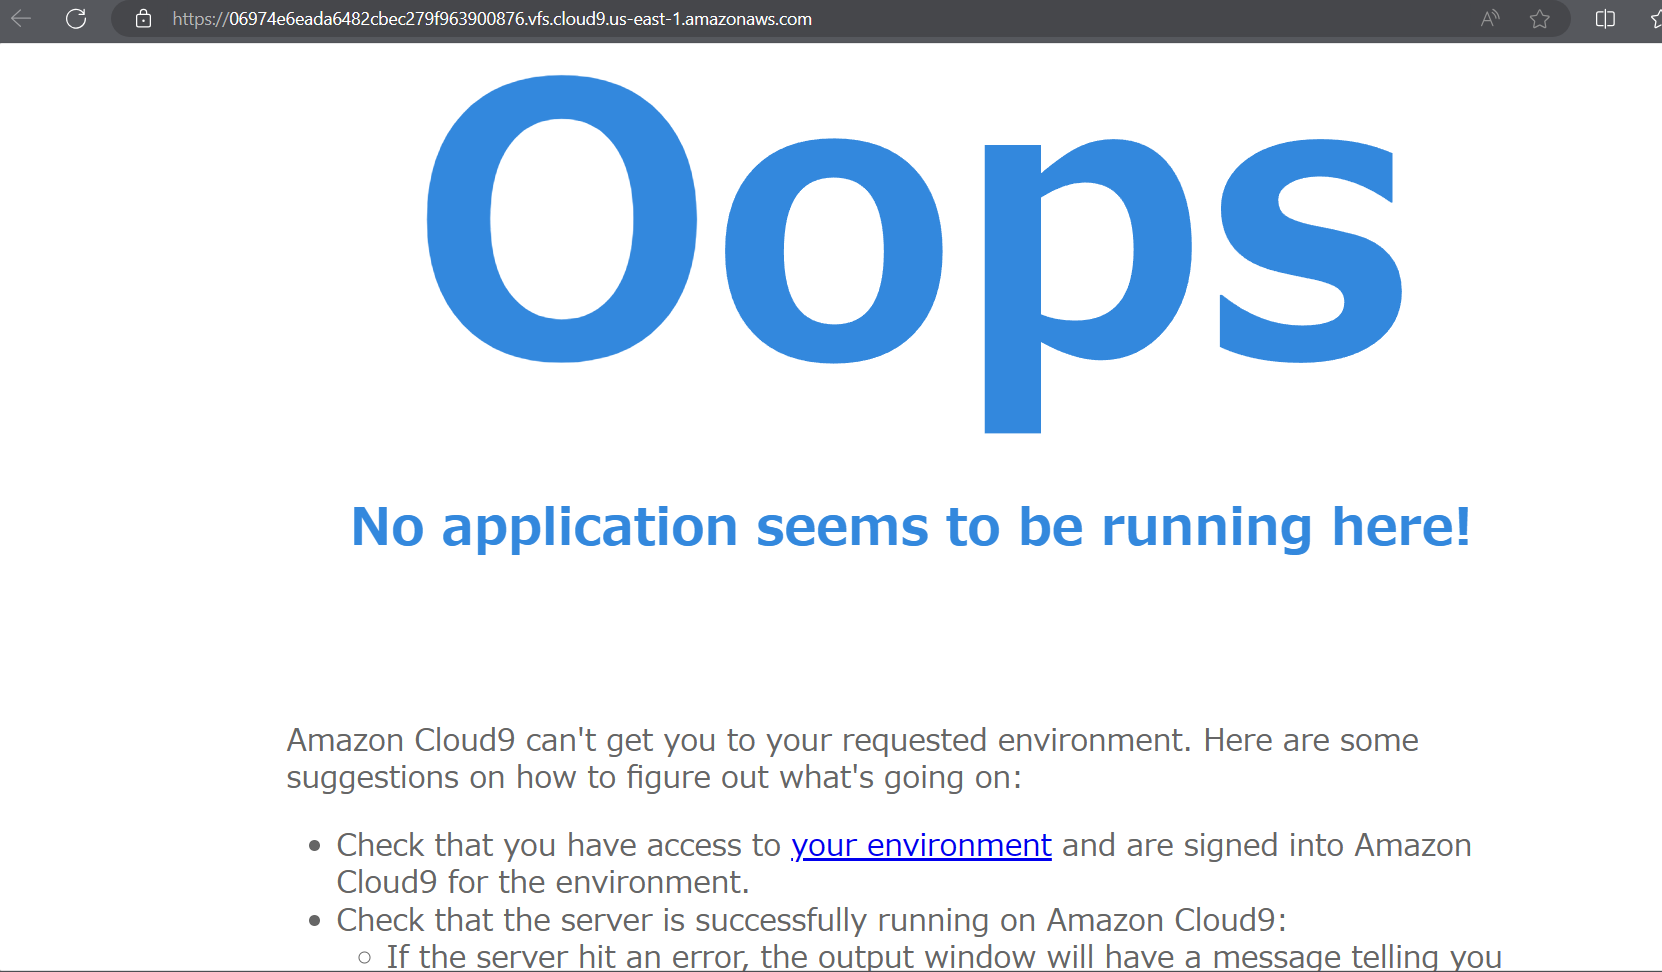 https://06974e6eada6482cbec279f963900876.vfs.cloud9.us-east-1.amazonaws.com
Oops
No application seems to be running here!
Amazon Cloud9 can't get you to your requested environment. Here are some
suggestions on how to figure out what's going on:
• Check that you have access to your environment and are signed into Amazon
Cloud9 for the environment.
• Check that the server is successfully running on Amazon Cloud9:
◦ If the server hit an error, the output window will have a message telling you